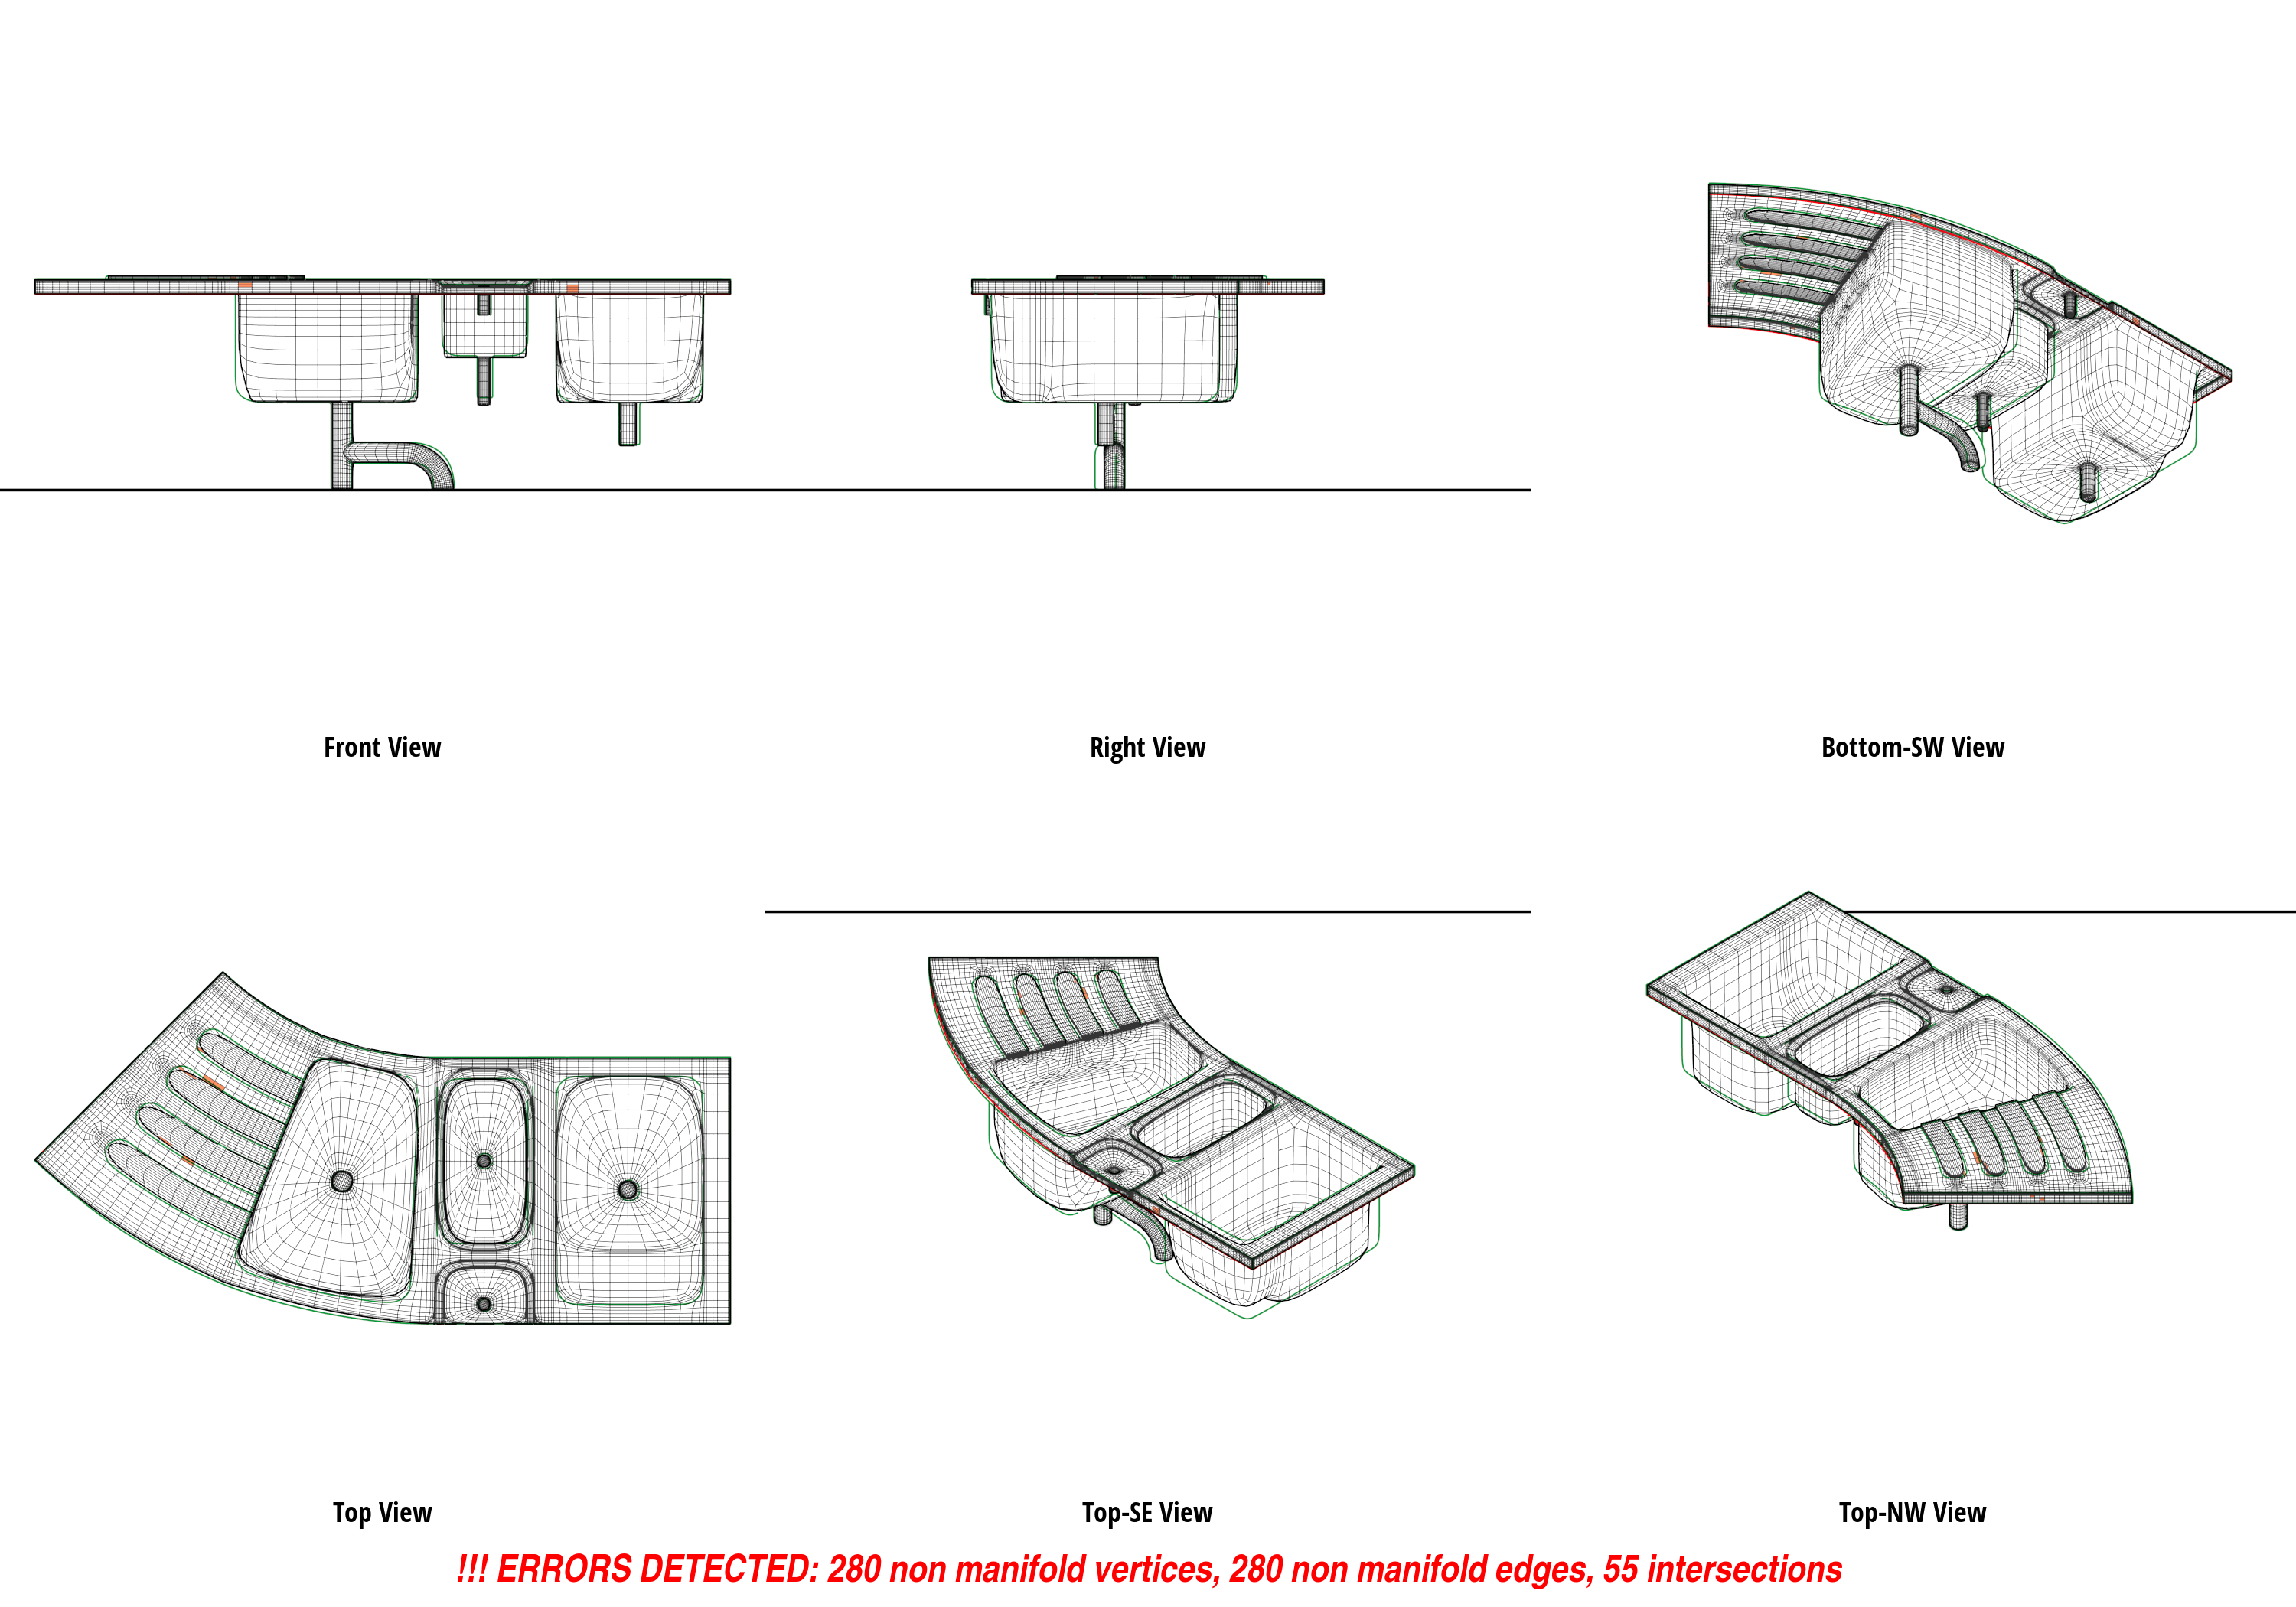 Front View
Right View
Bottom-SW View
Top View
Top-SE View
Top-NW View
!!! ERRORS DETECTED: 280 non manifold vertices, 280 non manifold edges, 55 intersections